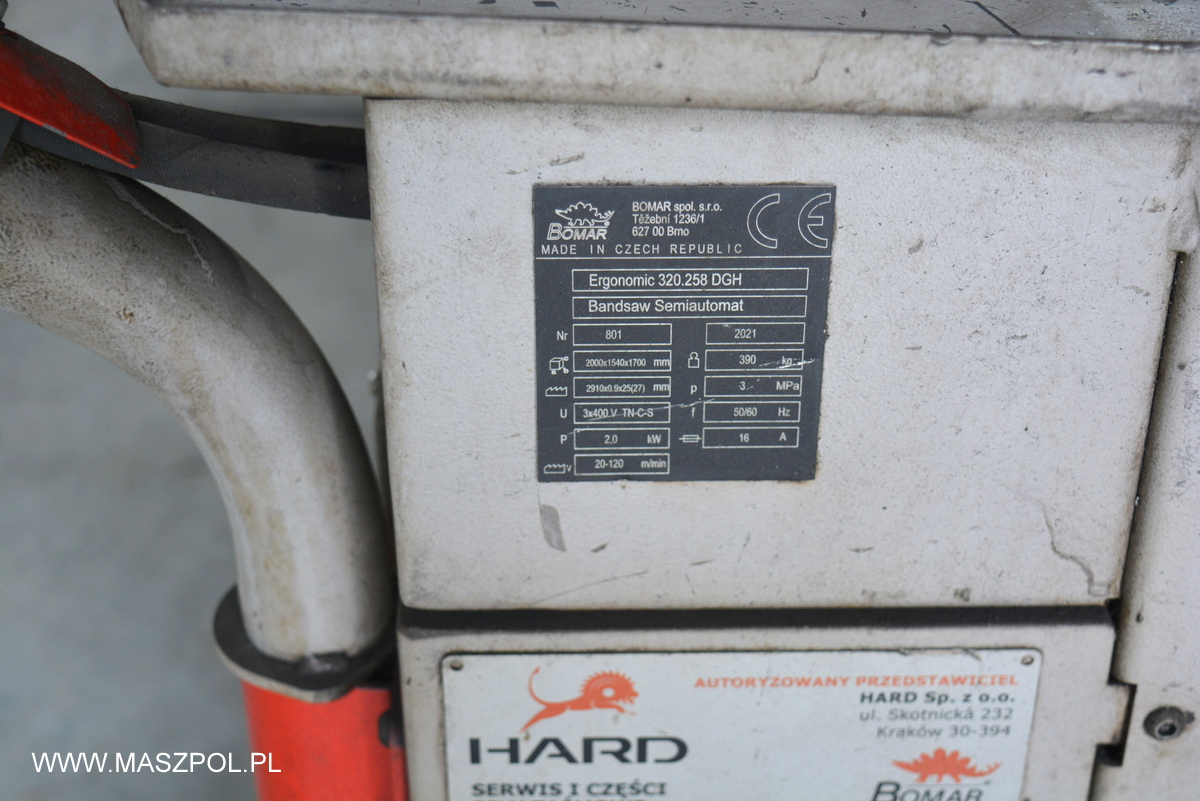 BOMAR
BOMAR spol. s.r.o.
Těžební 1236/1
627 00 Brno
CE
MADE IN CZECH REPUBLIC
Ergonomic 320.258 DGH
Bandsaw Semiautomat
Nr 801 2021
2000x1540x1700 mm 390 kg
2910x0.9x25(27) mm p 3 MPa
U 3x400 V TN-C-S f 50/60 Hz
P 2,0 kW 16 A
v 20-120 m/min
AUTORYZOWANY PRZEDSTAWICIEL
HARD Sp. z o.o.
ul. Skotnicka 232
Kraków 30-394
HARD
SERWIS I CZĘŚCI
BOMAR
WWW.MASZPOL.PL